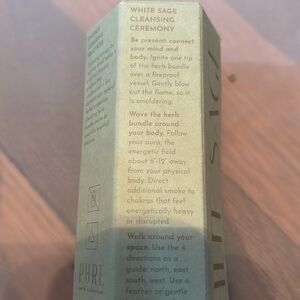 WHITE SAGE
CLEANSING
CEREMONY
Be present: connect
your mind and
body. Ignite one tip
of the herb bundle
over a fireproof
vessel. Gently blow
out the flame, so it
is smoldering.
Wave the herb
bundle around
your body. Follow
your aura, the
energetic field
about 6"-12" away
from your physical
body. Direct
additional smoke to
chakras that feel
energetically heavy
or disrupted.
Walk around your
space. Use the 4
directions as a
guide: north, east,
south, west. Use a
feather or gentle
PURE
SAGE